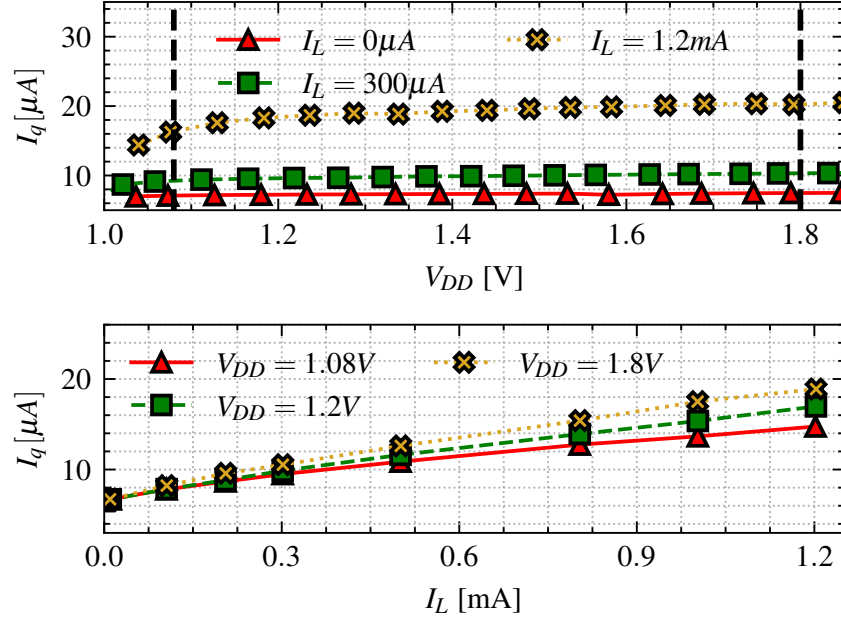 I_q[μA]
30
20
10
I_L = 0μA
I_L = 1.2mA
I_L = 300μA
1.0 1.2 1.4 1.6 1.8
V_DD [V]
I_q[μA]
20
10
V_DD = 1.08V
V_DD = 1.8V
V_DD = 1.2V
0.0 0.3 0.6 0.9 1.2
I_L [mA]